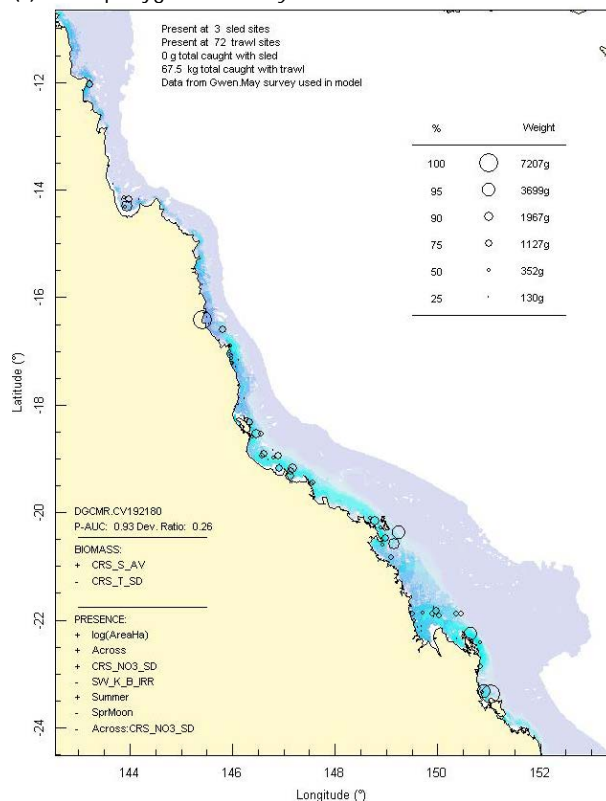 Present at 3 sled sites
Present at 72 trawl sites
0 g total caught with sled
67.5 kg total caught with trawl
Data from Gwen.May survey used in model
% Weight
100 7207g
95 3699g
90 1967g
75 1127g
50 352g
25 130g
-12
-14
-16
-18
-20
-22
-24
Latitude (°)
DGCMR.CV192180
P-AUC: 0.93 Dev. Ratio: 0.26
BIOMASS:
+ CRS_S_AV
- CRS_T_SD
PRESENCE:
+ log(AreaHa)
+ Across
+ CRS_NO3_SD
- SW_K_B_IRR
+ Summer
- SprMoon
- Across:CRS_NO3_SD
144 146 148 150 152
Longitude (°)